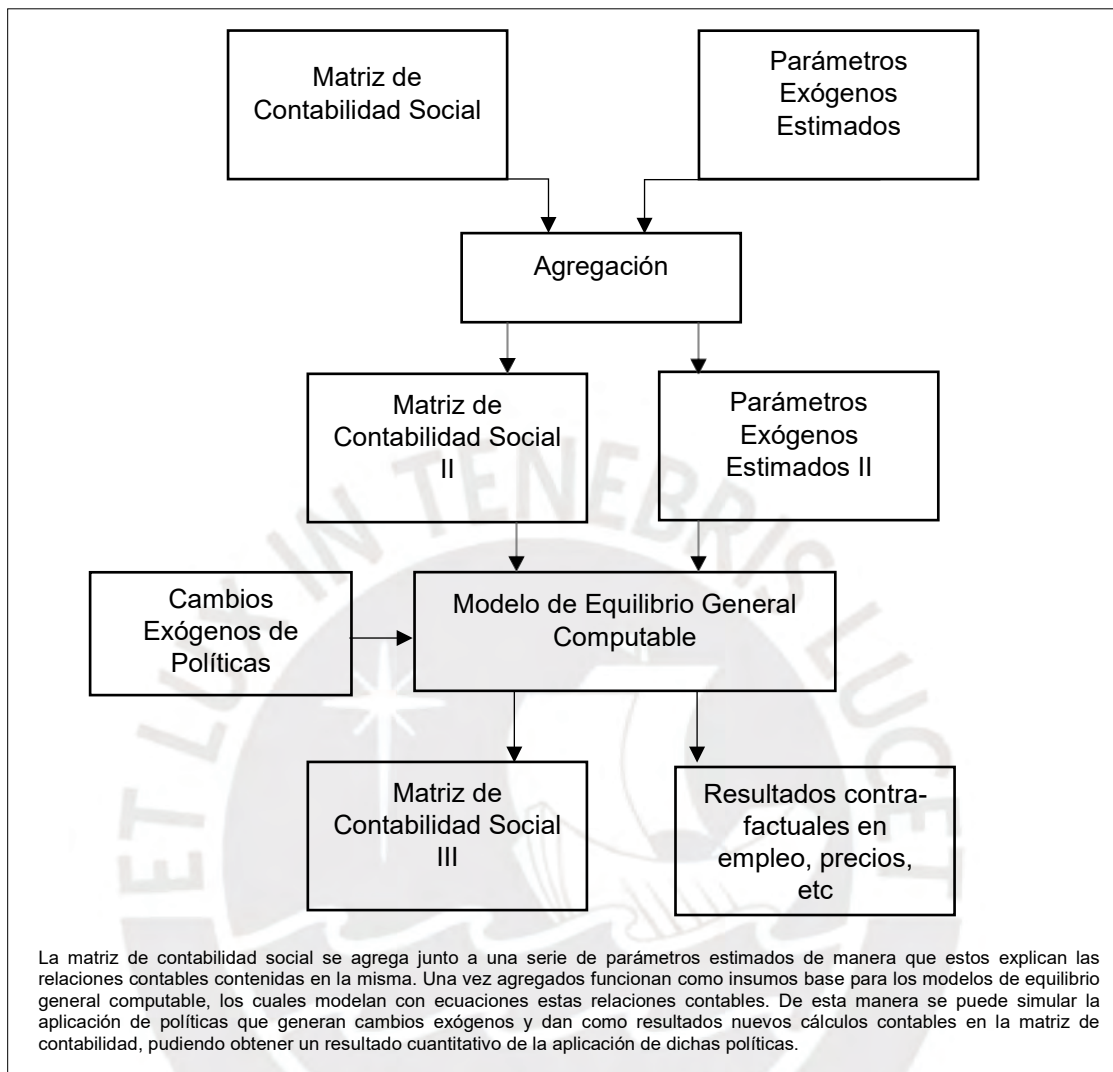 Matriz de
Contabilidad Social
Parámetros
Exógenos
Estimados
Agregación
Matriz de
Contabilidad Social
II
Parámetros
Exógenos
Estimados II
Cambios
Exógenos de
Políticas
Modelo de Equilibrio General
Computable
Matriz de
Contabilidad Social
III
Resultados contra-
factuales en
empleo, precios,
etc
ET LUX IN TENEBRIS LUCET
La matriz de contabilidad social se agrega junto a una serie de parámetros estimados de manera que estos explican las
relaciones contables contenidas en la misma. Una vez agregados funcionan como insumos base para los modelos de equilibrio
general computable, los cuales modelan con ecuaciones estas relaciones contables. De esta manera se puede simular la
aplicación de políticas que generan cambios exógenos y dan como resultados nuevos cálculos contables en la matriz de
contabilidad, pudiendo obtener un resultado cuantitativo de la aplicación de dichas políticas.